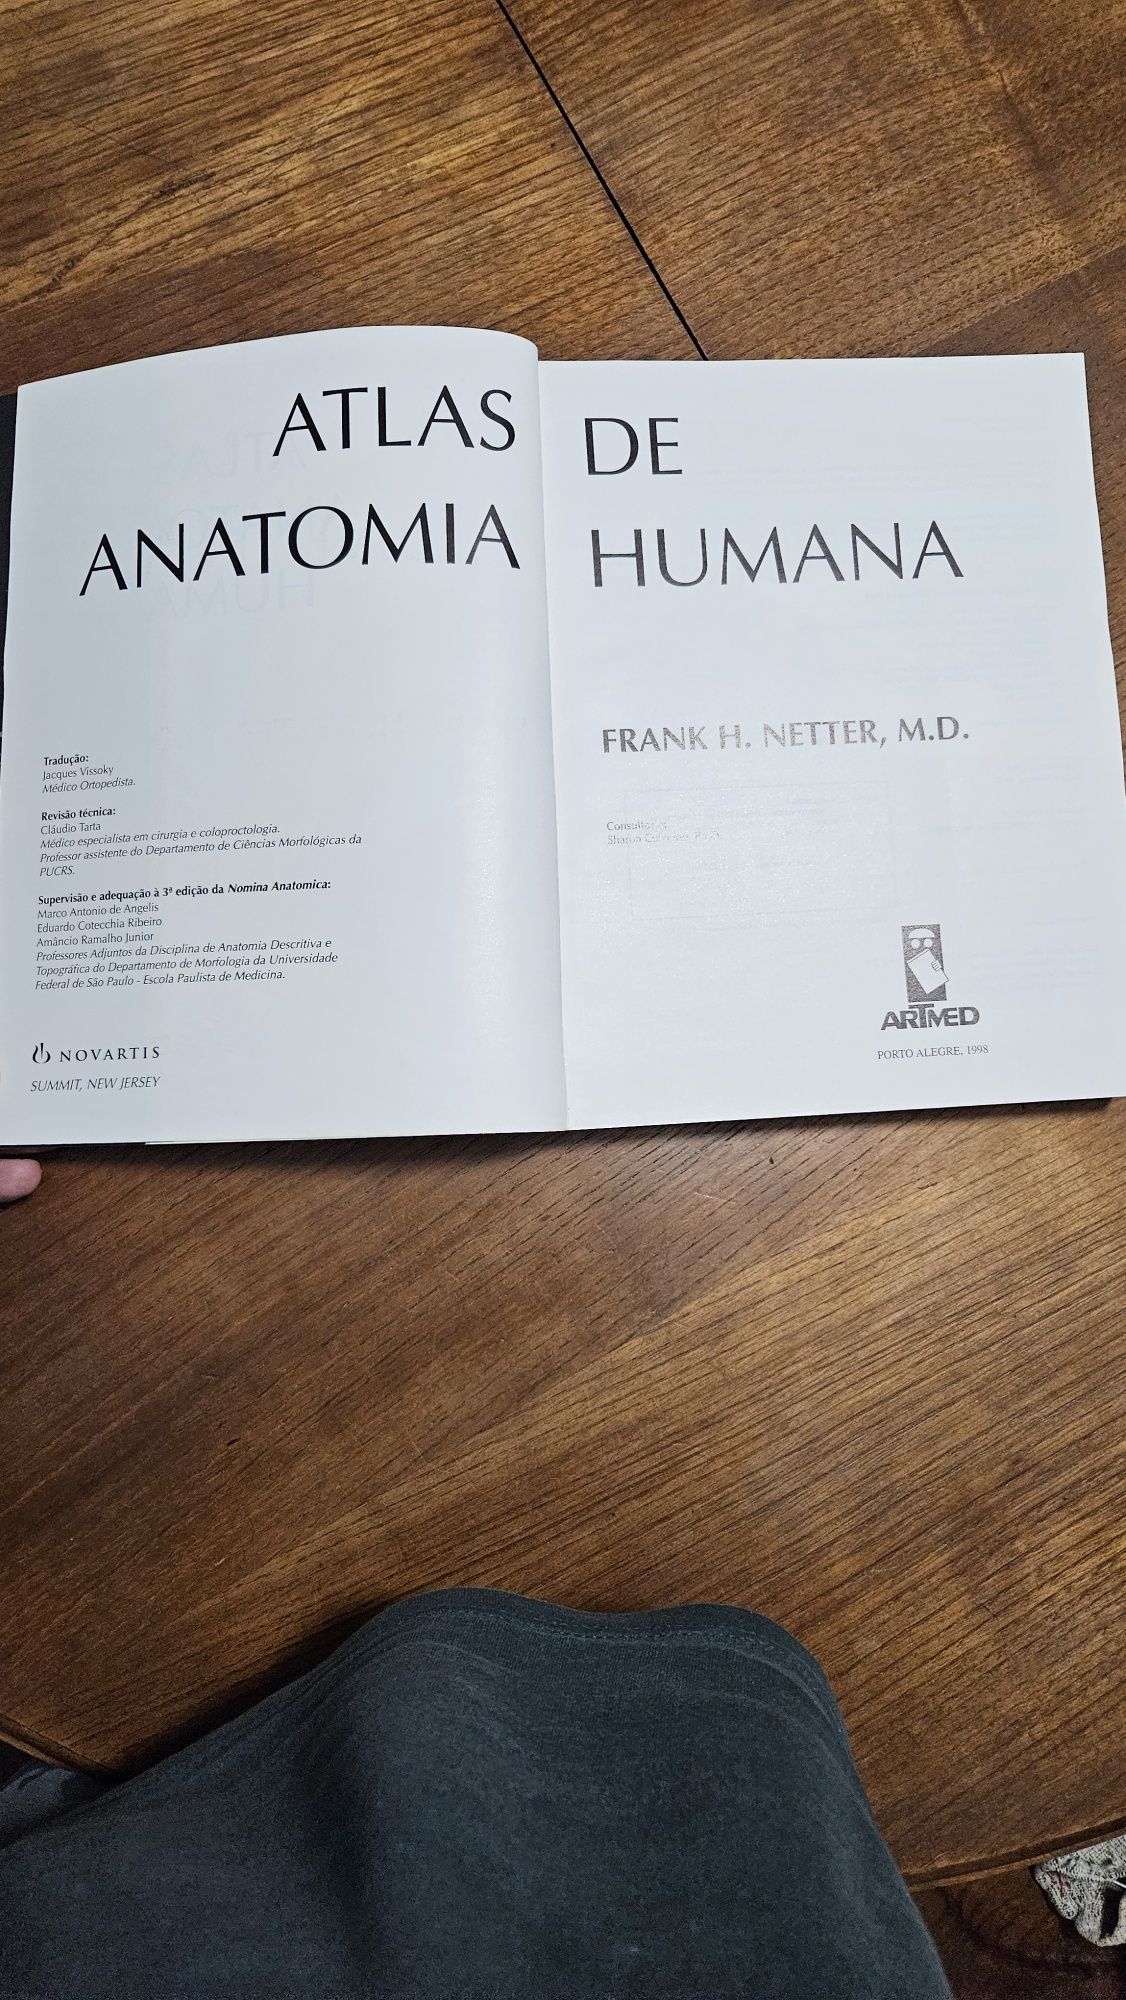 ATLAS DE
ANATOMIA HUMANA
Tradução:
Jacques Vissoky
Médico Ortopedista.
Revisão técnica:
Cláudio Tarta
Médico especialista em cirurgia e coloproctologia.
Professor assistente do Departamento de Ciências Morfológicas da
PUCRS.
Supervisão e adequação à 3ª edição da Nomina Anatomica:
Marco Antonio de Angelis
Eduardo Cotecchia Ribeiro
Amâncio Ramalho Junior
Professores Adjuntos da Disciplina de Anatomia Descritiva e
Topográfica do Departamento de Morfologia da Universidade
Federal de São Paulo - Escola Paulista de Medicina.
NOVARTIS
SUMMIT, NEW JERSEY
FRANK H. NETTER, M.D.
Sharon
ARTMED
PORTO ALEGRE, 1998